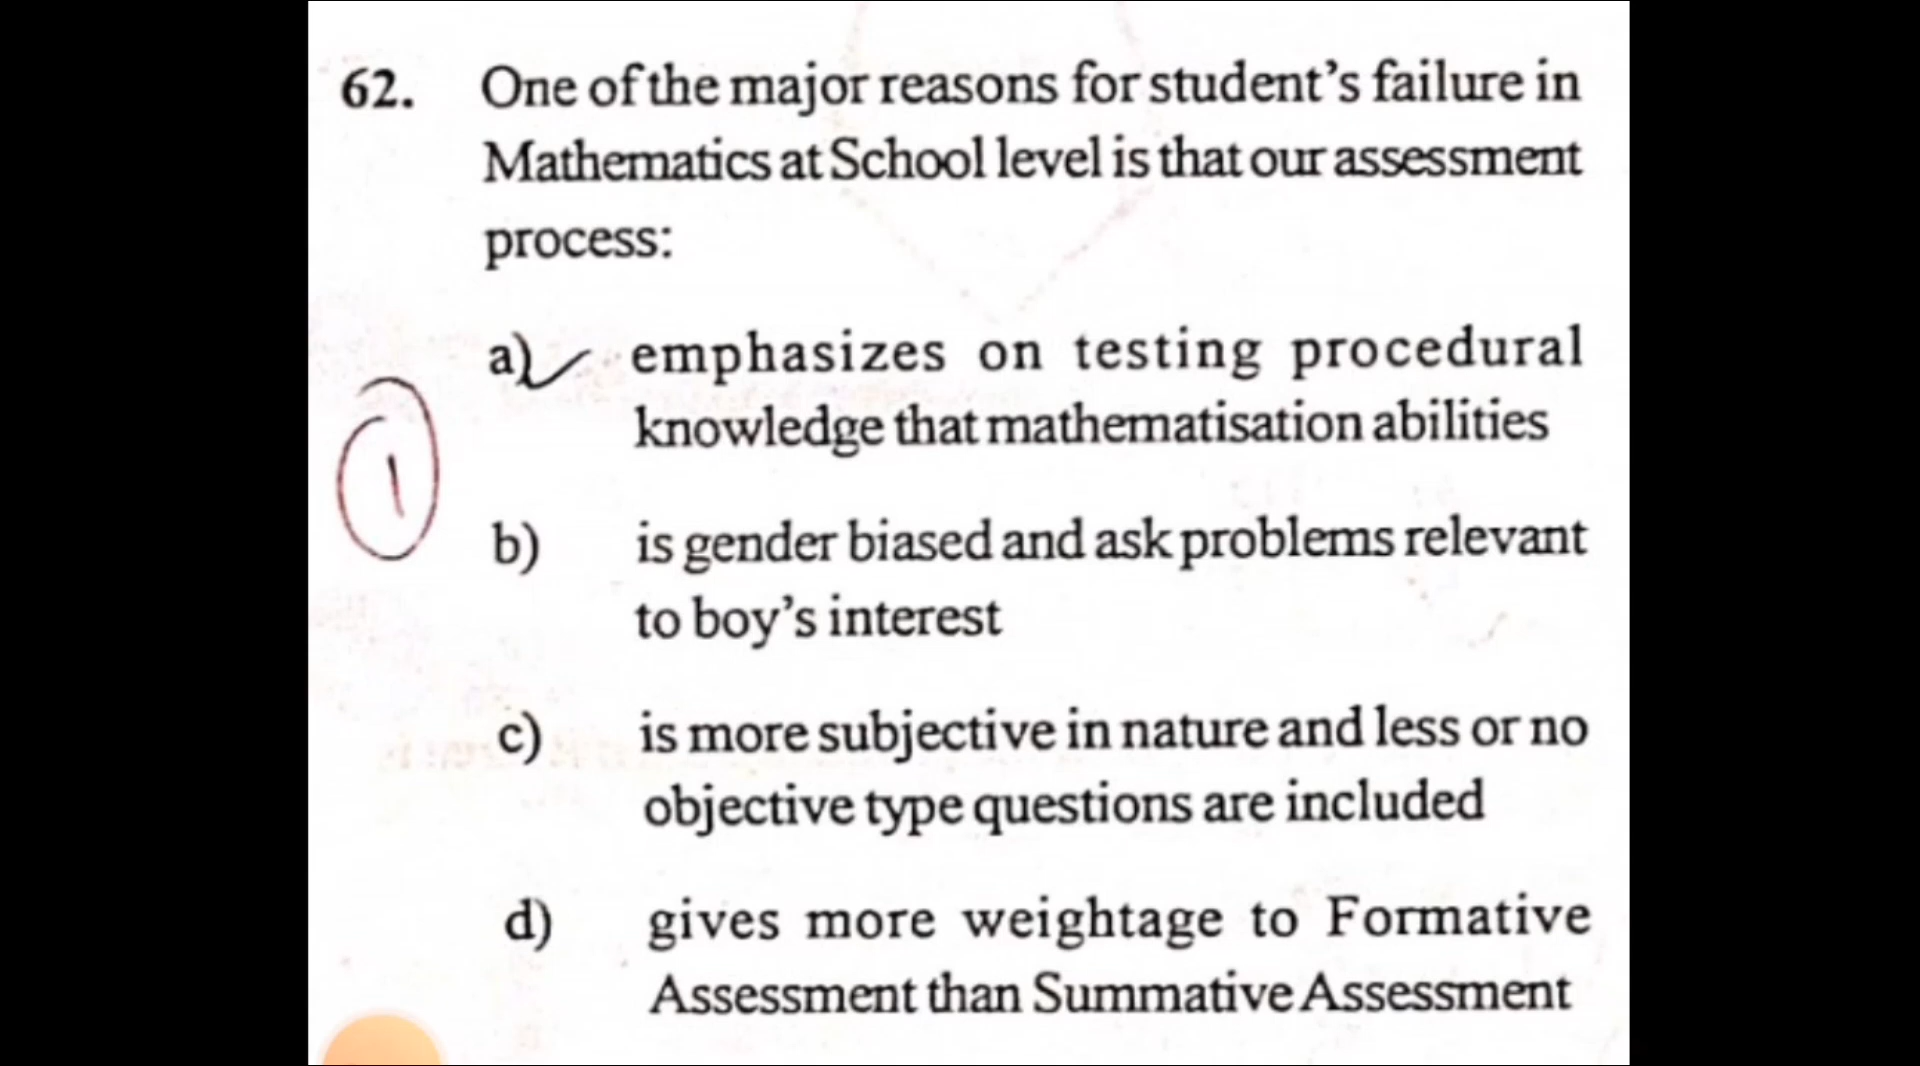 62. One of the major reasons for student's failure in
Mathematics at School level is that our assessment
process:
a) emphasizes on testing procedural
knowledge that mathematisation abilities
1
b) is gender biased and ask problems relevant
to boy's interest
c) is more subjective in nature and less or no
objective type questions are included
d) gives more weightage to Formative
Assessment than Summative Assessment